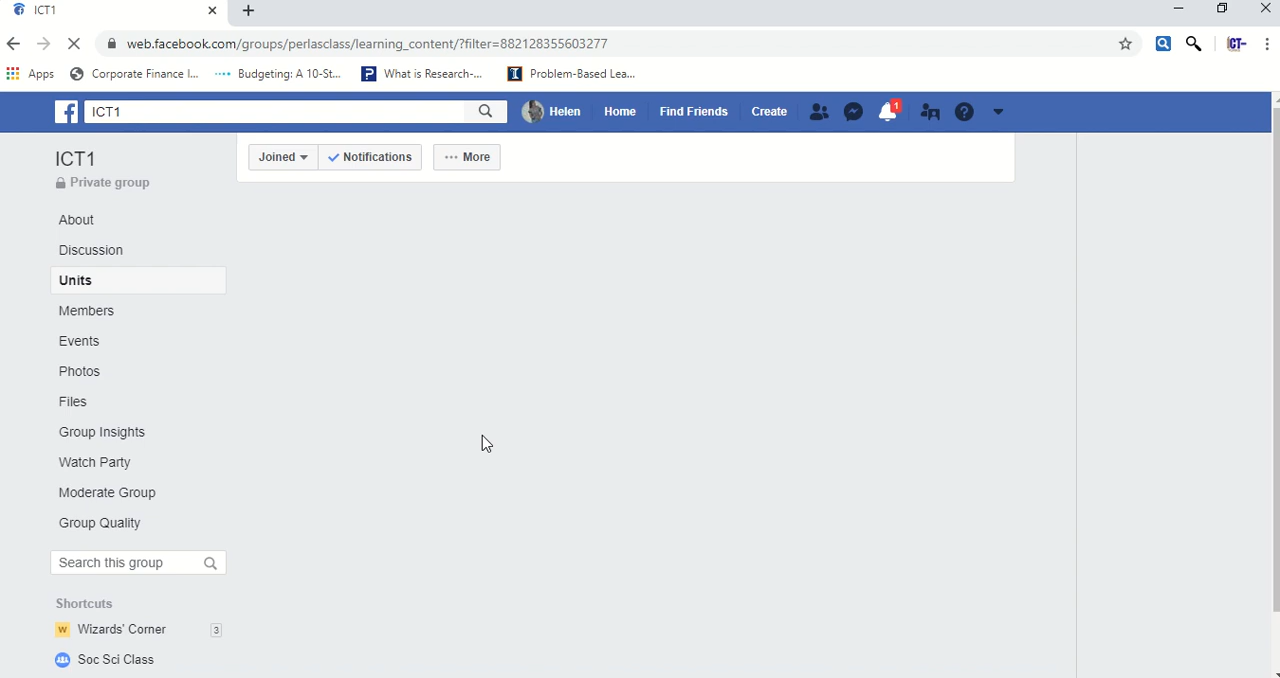 ICT1
web.facebook.com/groups/perlasclass/learning_content/?filter=882128355603277
Apps Corporate Finance I... Budgeting: A 10-St... What is Research-... Problem-Based Lea...
ICT1 Helen Home Find Friends Create 1
ICT1
Joined Notifications More
Private group
About
Discussion
Units
Members
Events
Photos
Files
Group Insights
Watch Party
Moderate Group
Group Quality
Search this group
Shortcuts
W Wizards' Corner 3
Soc Sci Class